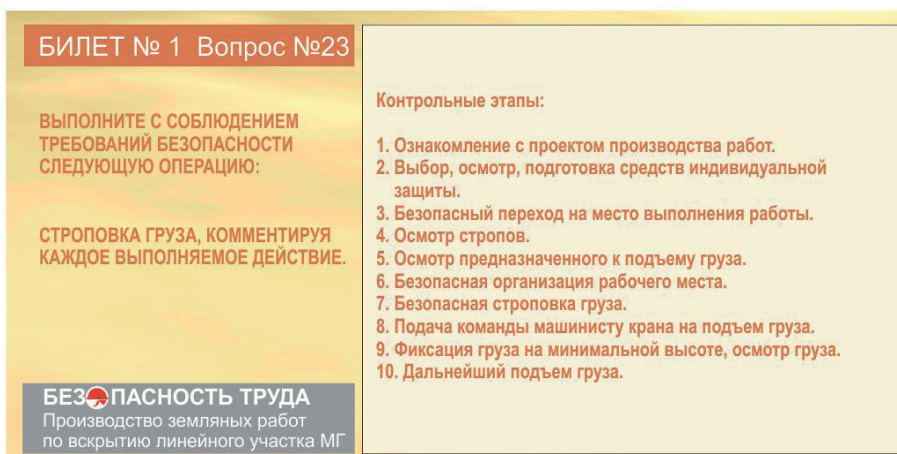 БИЛЕТ № 1 Вопрос №23
ВЫПОЛНИТЕ С СОБЛЮДЕНИЕМ
ТРЕБОВАНИЙ БЕЗОПАСНОСТИ
СЛЕДУЮЩУЮ ОПЕРАЦИЮ:
СТРОПОВКА ГРУЗА, КОММЕНТИРУЯ
КАЖДОЕ ВЫПОЛНЯЕМОЕ ДЕЙСТВИЕ.
БЕЗОПАСНОСТЬ ТРУДА
Производство земляных работ
по вскрытию линейного участка МГ
Контрольные этапы:
1. Ознакомление с проектом производства работ.
2. Выбор, осмотр, подготовка средств индивидуальной
защиты.
3. Безопасный переход на место выполнения работы.
4. Осмотр стропов.
5. Осмотр предназначенного к подъему груза.
6. Безопасная организация рабочего места.
7. Безопасная строповка груза.
8. Подача команды машинисту крана на подъем груза.
9. Фиксация груза на минимальной высоте, осмотр груза.
10. Дальнейший подъем груза.